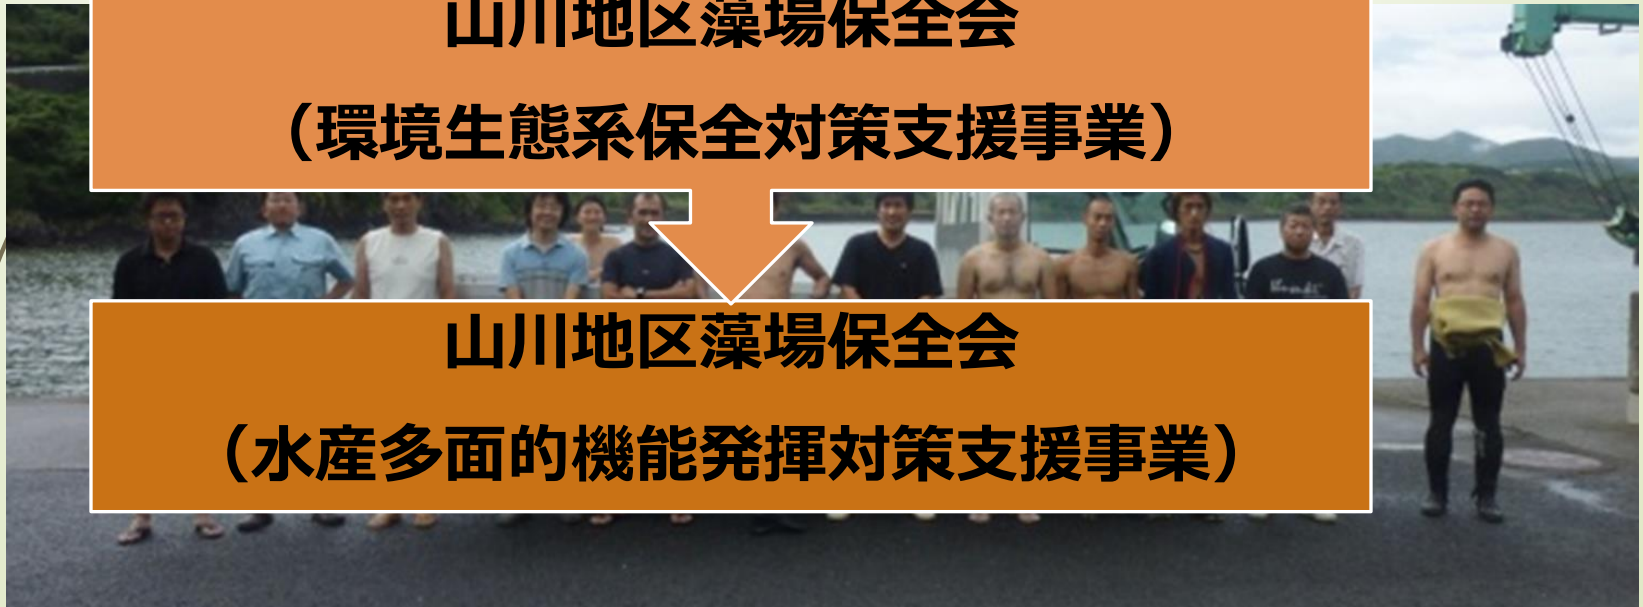 山川地区藻場保全会
（環境生態系保全対策支援事業）
山川地区藻場保全会
（水産多面的機能発揮対策支援事業）